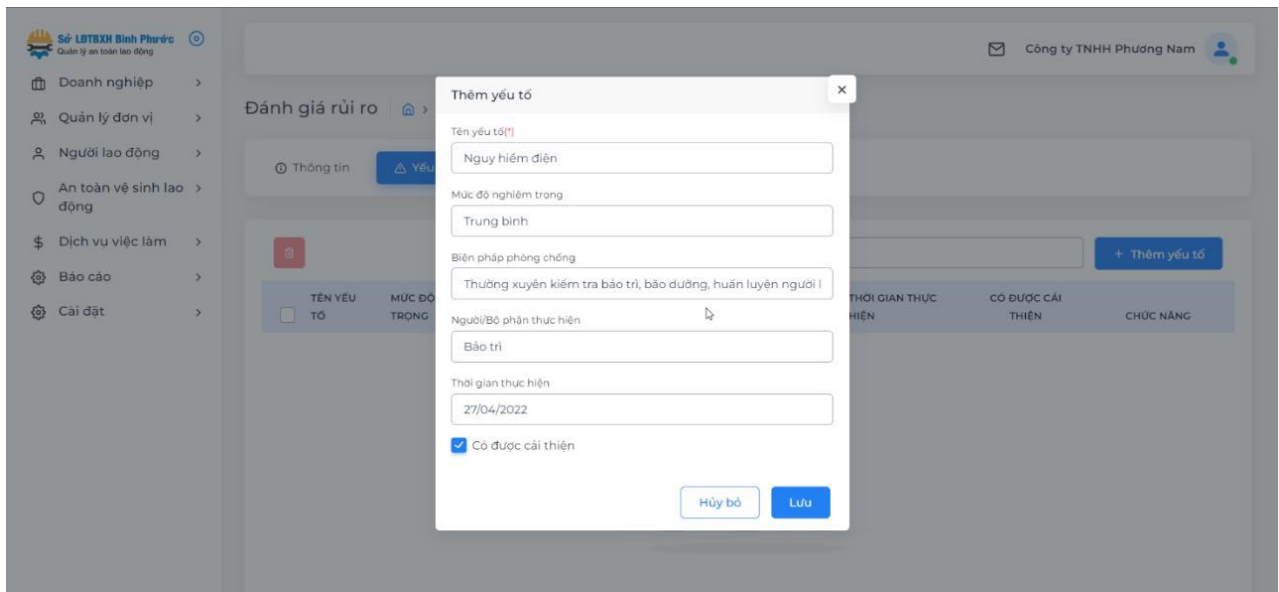 Sở LĐTBXH Bình Phước
Quản lý an toàn lao động
Công ty TNHH Phương Nam
Doanh nghiệp
Quản lý đơn vị
Người lao động
An toàn vệ sinh lao
động
Dịch vụ việc làm
Báo cáo
Cài đặt
Đánh giá rủi ro
Thông tin
Yếu
+ Thêm yếu tố
TÊN YẾU
TỐ
MỨC ĐỘ
TRỌNG
THỜI GIAN THỰC
HIỆN
CÓ ĐƯỢC CẢI
THIỆN
CHỨC NĂNG
Thêm yếu tố
Tên yếu tố(*)
Nguy hiểm điện
Mức độ nghiêm trọng
Trung bình
Biện pháp phòng chống
Thường xuyên kiểm tra bảo trì, bão dưỡng, huấn luyện người l
Người/Bộ phận thực hiện
Bảo trì
Thời gian thực hiện
27/04/2022
Có được cải thiện
Hủy bỏ
Lưu